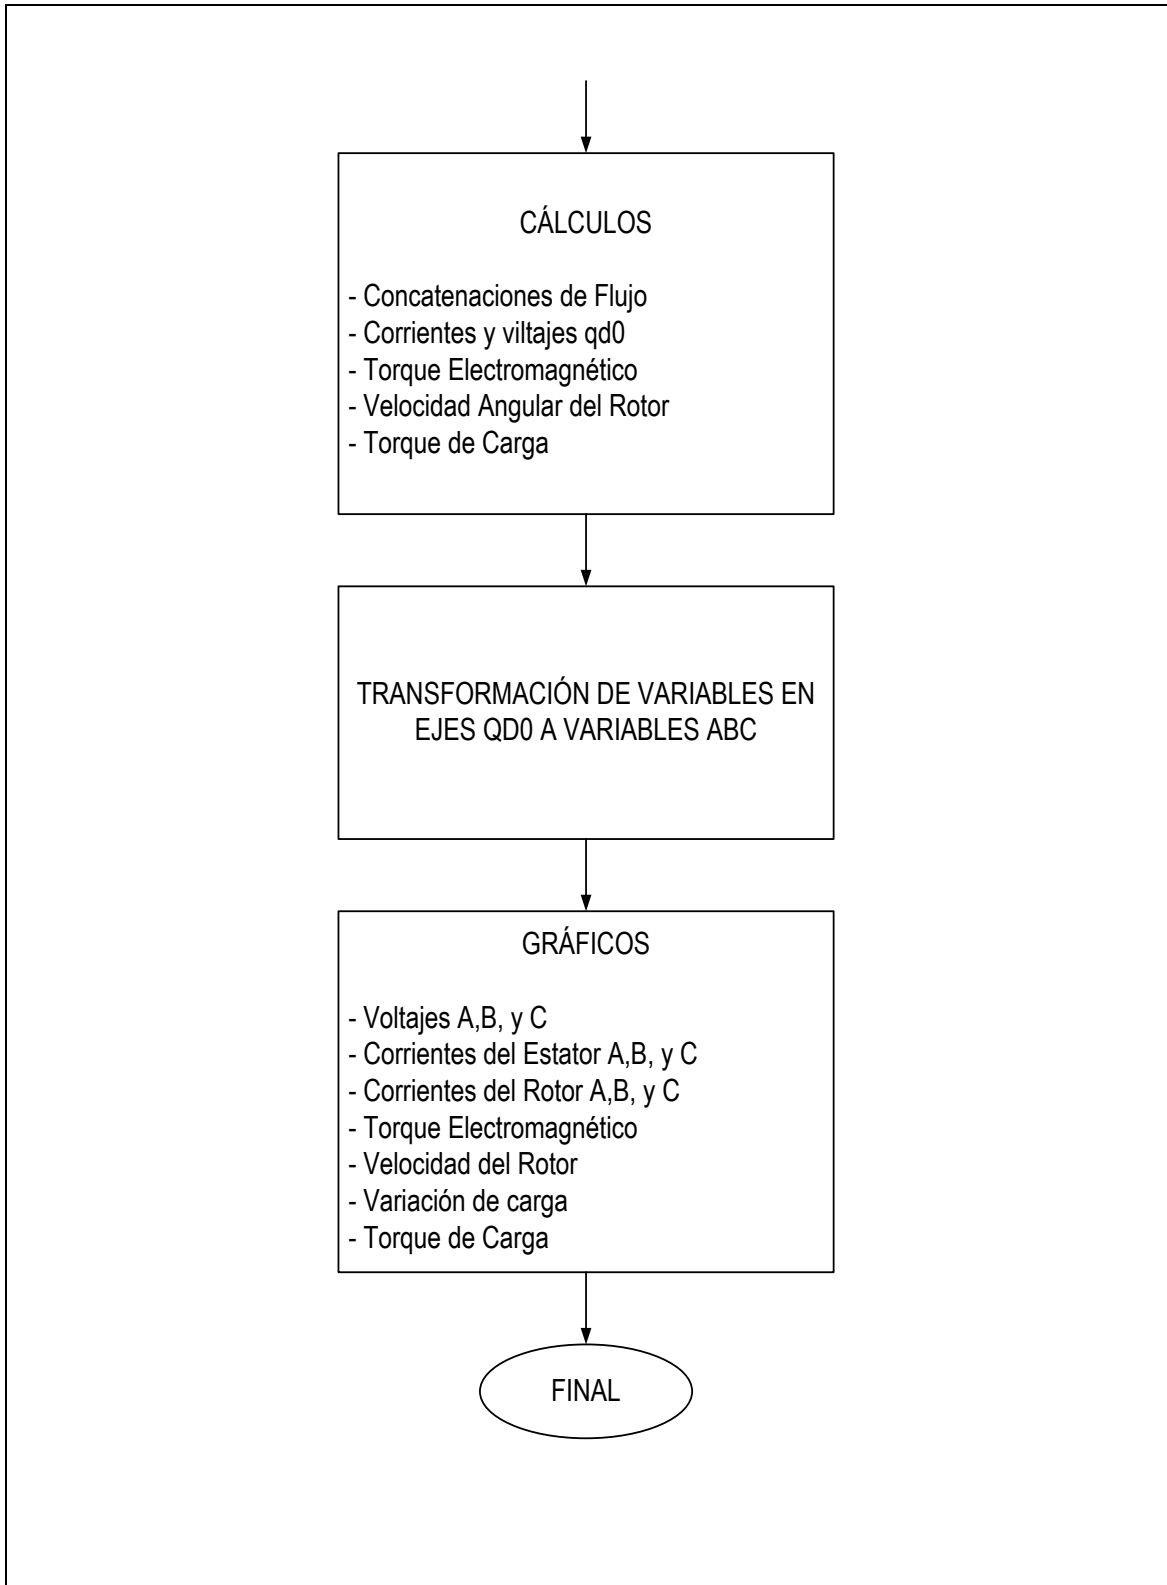 CÁLCULOS
- Concatenaciones de Flujo
- Corrientes y viltajes qd0
- Torque Electromagnético
- Velocidad Angular del Rotor
- Torque de Carga
TRANSFORMACIÓN DE VARIABLES EN
EJES QD0 A VARIABLES ABC
GRÁFICOS
- Voltajes A,B, y C
- Corrientes del Estator A,B, y C
- Corrientes del Rotor A,B, y C
- Torque Electromagnético
- Velocidad del Rotor
- Variación de carga
- Torque de Carga
FINAL